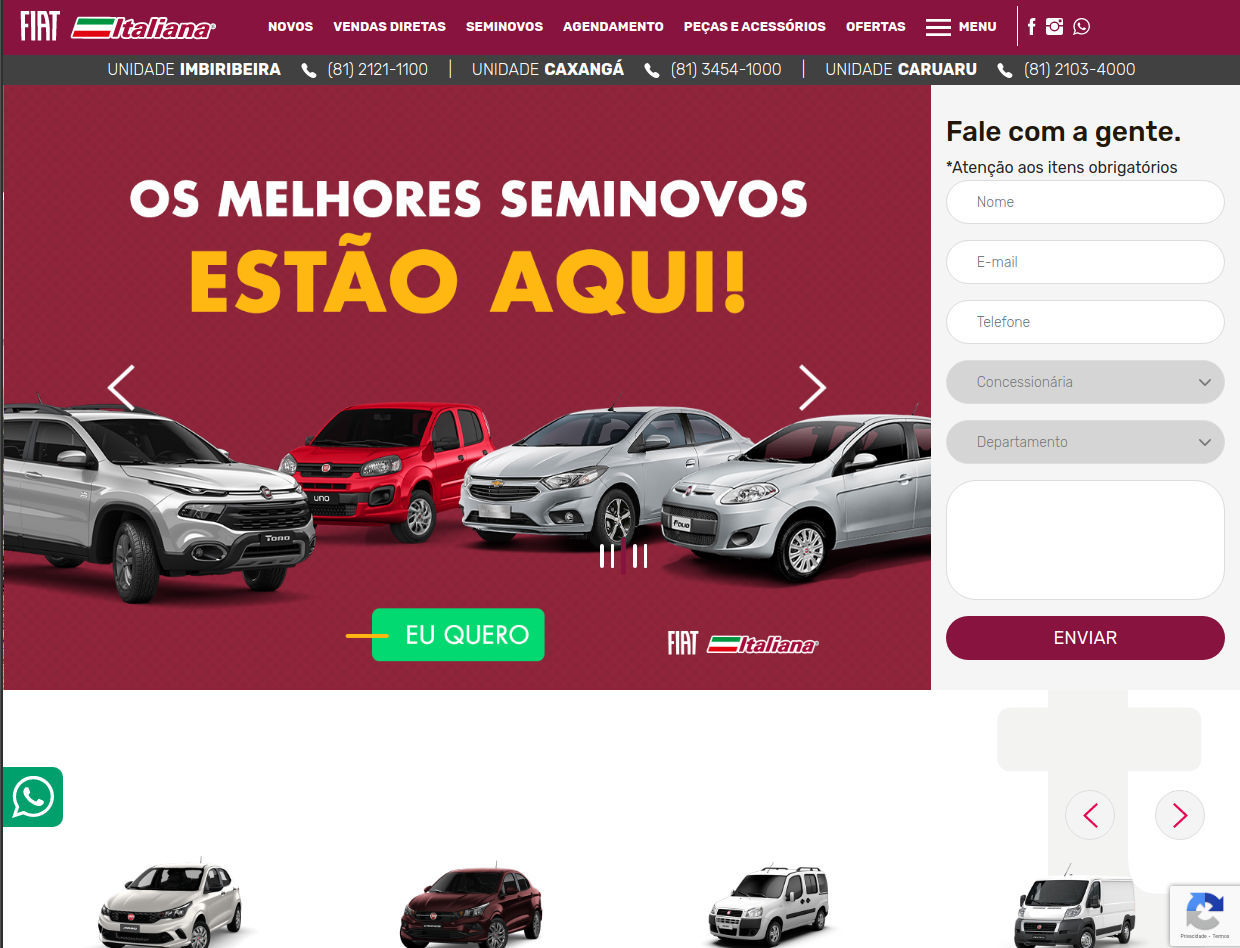 FIAT Italiana
NOVOS VENDAS DIRETAS SEMINOVOS AGENDAMENTO PEÇAS E ACESSÓRIOS OFERTAS MENU
UNIDADE IMBIRIBEIRA (81) 2121-1100 | UNIDADE CAXANGÁ (81) 3454-1000 | UNIDADE CARUARU (81) 2103-4000
OS MELHORES SEMINOVOS
ESTÃO AQUI!
UNO
TORO
EU QUERO
FIAT Italiana
Fale com a gente.
*Atenção aos itens obrigatórios
Nome
E-mail
Telefone
Concessionária
Departamento
ENVIAR
Privacidade - Termos